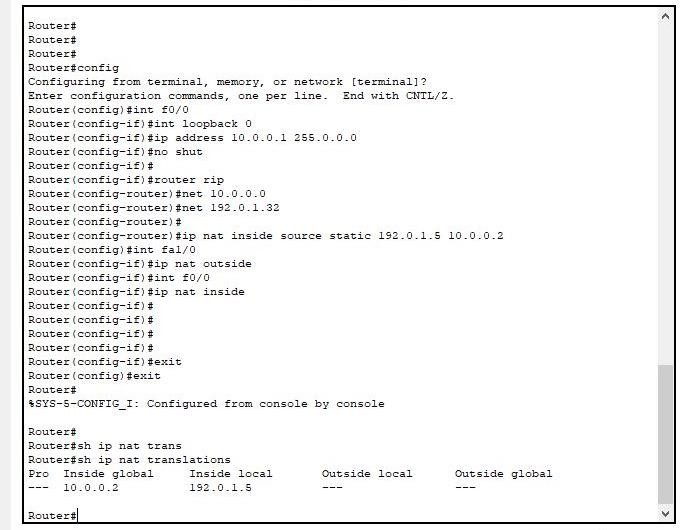 Router#
Router#
Router#
Router#config
Configuring from terminal, memory, or network [terminal]?
Enter configuration commands, one per line.  End with CNTL/Z.
Router(config)#int f0/0
Router(config-if)#int loopback 0
Router(config-if)#ip address 10.0.0.1 255.0.0.0
Router(config-if)#no shut
Router(config-if)#
Router(config-if)#router rip
Router(config-router)#net 10.0.0.0
Router(config-router)#net 192.0.1.32
Router(config-router)#
Router(config-router)#ip nat inside source static 192.0.1.5 10.0.0.2
Router(config)#int fa1/0
Router(config-if)#ip nat outside
Router(config-if)#int f0/0
Router(config-if)#ip nat inside
Router(config-if)#
Router(config-if)#
Router(config-if)#
Router(config-if)#
Router(config-if)#exit
Router(config)#exit
Router#
%SYS-5-CONFIG_I: Configured from console by console
Router#
Router#sh ip nat trans
Router#sh ip nat translations
Pro  Inside global     Inside local       Outside local      Outside global
---  10.0.0.2          192.0.1.5          ---                ---
Router#